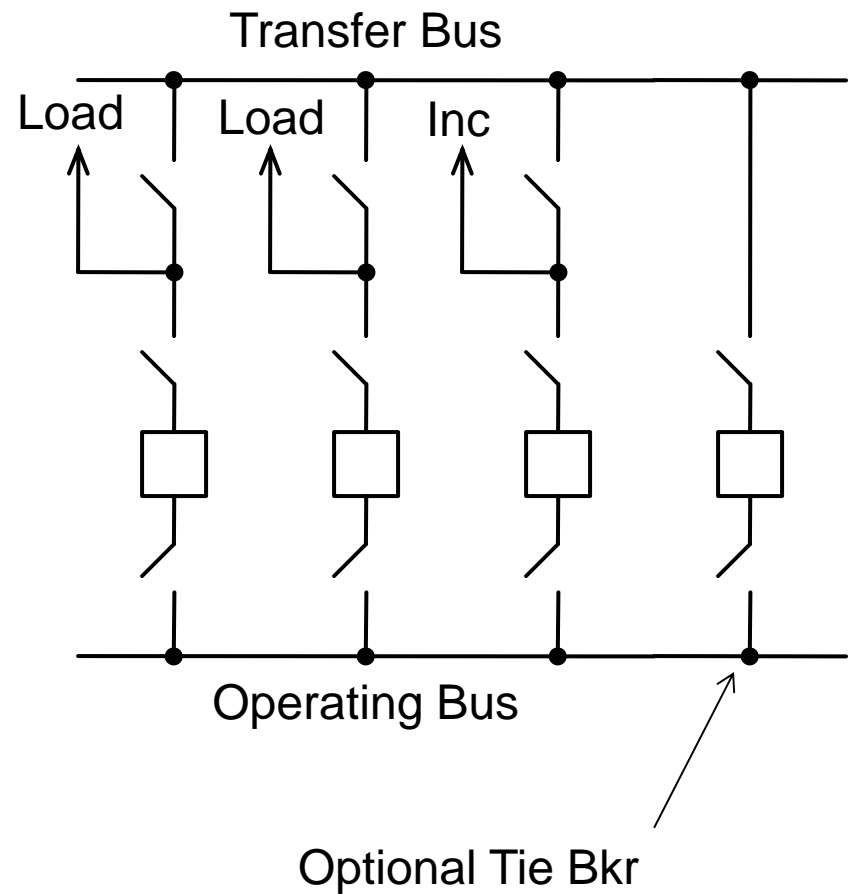 Transfer Bus
Load
Load
Inc
Operating Bus
Optional Tie Bkr